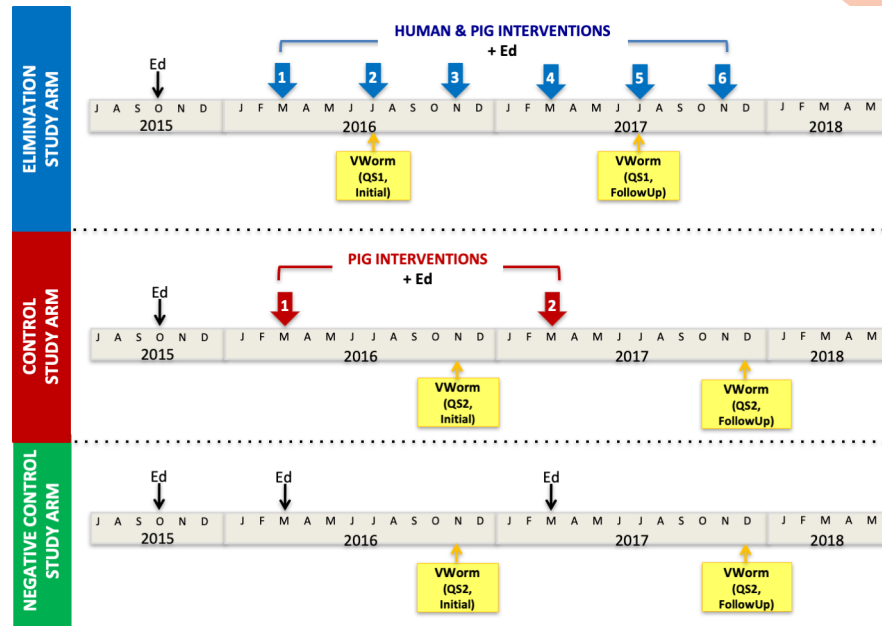 ELIMINATION
STUDY ARM
HUMAN & PIG INTERVENTIONS
+ Ed
Ed
1 2 3 4 5 6
J A S O N D J F M A M J J A S O N D J F M A M J J A S O N D J F M A M
2015 2016 2017 2018
VWorm
(QS1,
Initial)
VWorm
(QS1,
FollowUp)
CONTROL
STUDY ARM
PIG INTERVENTIONS
+ Ed
Ed
1 2
J A S O N D J F M A M J J A S O N D J F M A M J J A S O N D J F M A M
2015 2016 2017 2018
VWorm
(QS2,
Initial)
VWorm
(QS2,
FollowUp)
NEGATIVE CONTROL
STUDY ARM
Ed Ed Ed
J A S O N D J F M A M J J A S O N D J F M A M J J A S O N D J F M A M
2015 2016 2017 2018
VWorm
(QS2,
Initial)
VWorm
(QS2,
FollowUp)